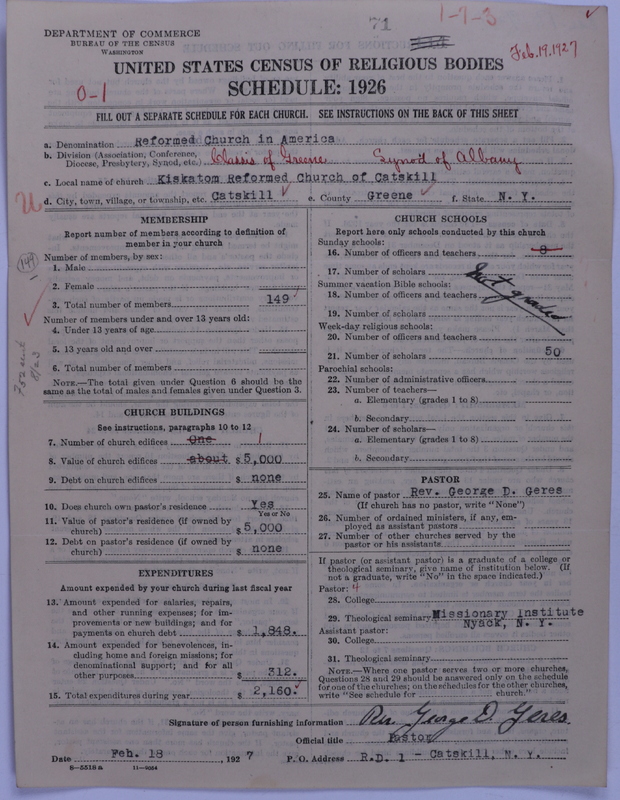 71
1-7-3
DEPARTMENT OF COMMERCE
BUREAU OF THE CENSUS
WASHINGTON
Feb. 19, 1927
UNITED STATES CENSUS OF RELIGIOUS BODIES
SCHEDULE: 1926
0-1
FILL OUT A SEPARATE SCHEDULE FOR EACH CHURCH. SEE INSTRUCTIONS ON THE BACK OF THIS SHEET
a. Denomination Reformed Church in America
b. Division (Association, Conference, Diocese, Presbytery, Synod, etc.) Classis of Greene Synod of Albany
c. Local name of church Kiskatom Reformed Church of Catskill
d. City, town, village, or township, etc. Catskill e. County Greene f. State N. Y.
MEMBERSHIP
Report number of members according to definition of
member in your church
Number of members, by sex:
1. Male
2. Female
3. Total number of members 149
149
Number of members under and over 13 years old:
4. Under 13 years of age
5. 13 years old and over
6. Total number of members
NOTE.—The total given under Question 6 should be the
same as the total of males and females given under Question 3.
CHURCH BUILDINGS
See instructions, paragraphs 10 to 12
7. Number of church edifices One 1
8. Value of church edifices about $ 5,000
9. Debt on church edifices $ none
10. Does church own pastor's residence Yes
Yes or No
11. Value of pastor's residence (if owned by
church) $ 5,000
12. Debt on pastor's residence (if owned by
church) $ none
EXPENDITURES
Amount expended by your church during last fiscal year
13. Amount expended for salaries, repairs,
and other running expenses; for im-
provements or new buildings; and for
payments on church debt $ 1,848.
14. Amount expended for benevolences, in-
cluding home and foreign missions; for
denominational support; and for all
other purposes $ 312.
15. Total expenditures during year $ 2,160.
CHURCH SCHOOLS
Report here only schools conducted by this church
Sunday schools:
16. Number of officers and teachers 8
17. Number of scholars
Summer vacation Bible schools:
18. Number of officers and teachers
19. Number of scholars
Week-day religious schools:
20. Number of officers and teachers
21. Number of scholars 50
Parochial schools:
22. Number of administrative officers
23. Number of teachers—
a. Elementary (grades 1 to 8)
b. Secondary
24. Number of scholars—
a. Elementary (grades 1 to 8)
b. Secondary
PASTOR
25. Name of pastor Rev. George D. Geres
(If church has no pastor, write "None")
26. Number of ordained ministers, if any, em-
ployed as assistant pastors
27. Number of other churches served by the
pastor or his assistants
If pastor (or assistant pastor) is a graduate of a college or
theological seminary, give name of institution below. (If
not a graduate, write "No" in the space indicated.)
Pastor: 4
28. College
29. Theological seminary Missionary Institute
Nyack, N. Y.
Assistant pastor:
30. College
31. Theological seminary
NOTE.—Where one pastor serves two or more churches,
Questions 28 and 29 should be answered only on the schedule
for one of the churches; on the schedules for the other churches,
write "See schedule for church."
Signature of person furnishing information Rev. George D. Geres
Official title Pastor
Date Feb. 18 , 1927 P. O. Address R.D. 1 - Catskill, N. Y.
8—5518 a 11—9064